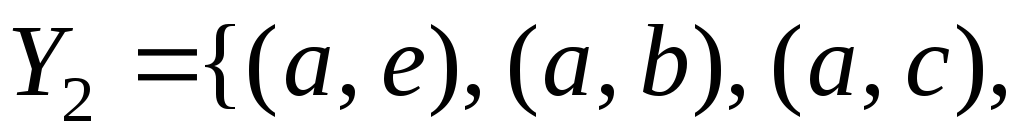 Y₂ ={(a, e), (a, b), (a, c),